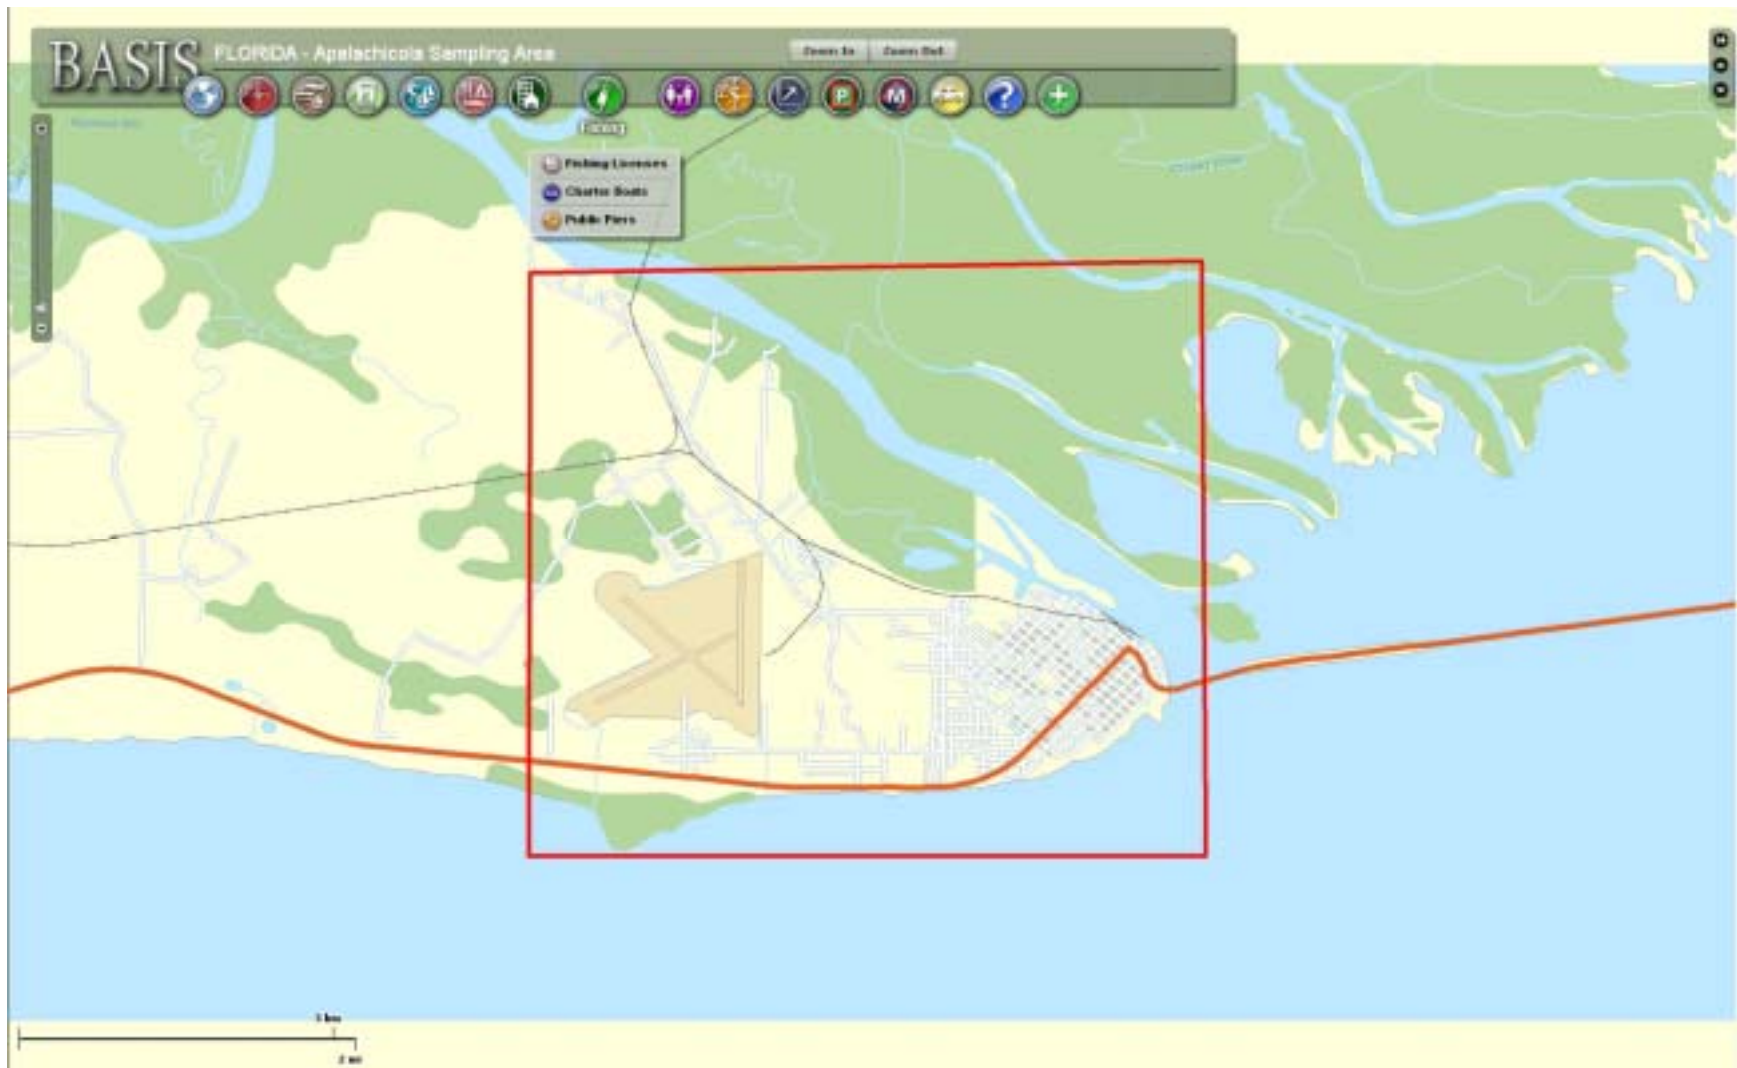 BASIS
FLORIDA - Apalachicola Sampling Area
Zoom In
Zoom Out
Fishing
Fishing Licenses
Charter Boats
Public Piers
P
M
?
3 km
2 mi